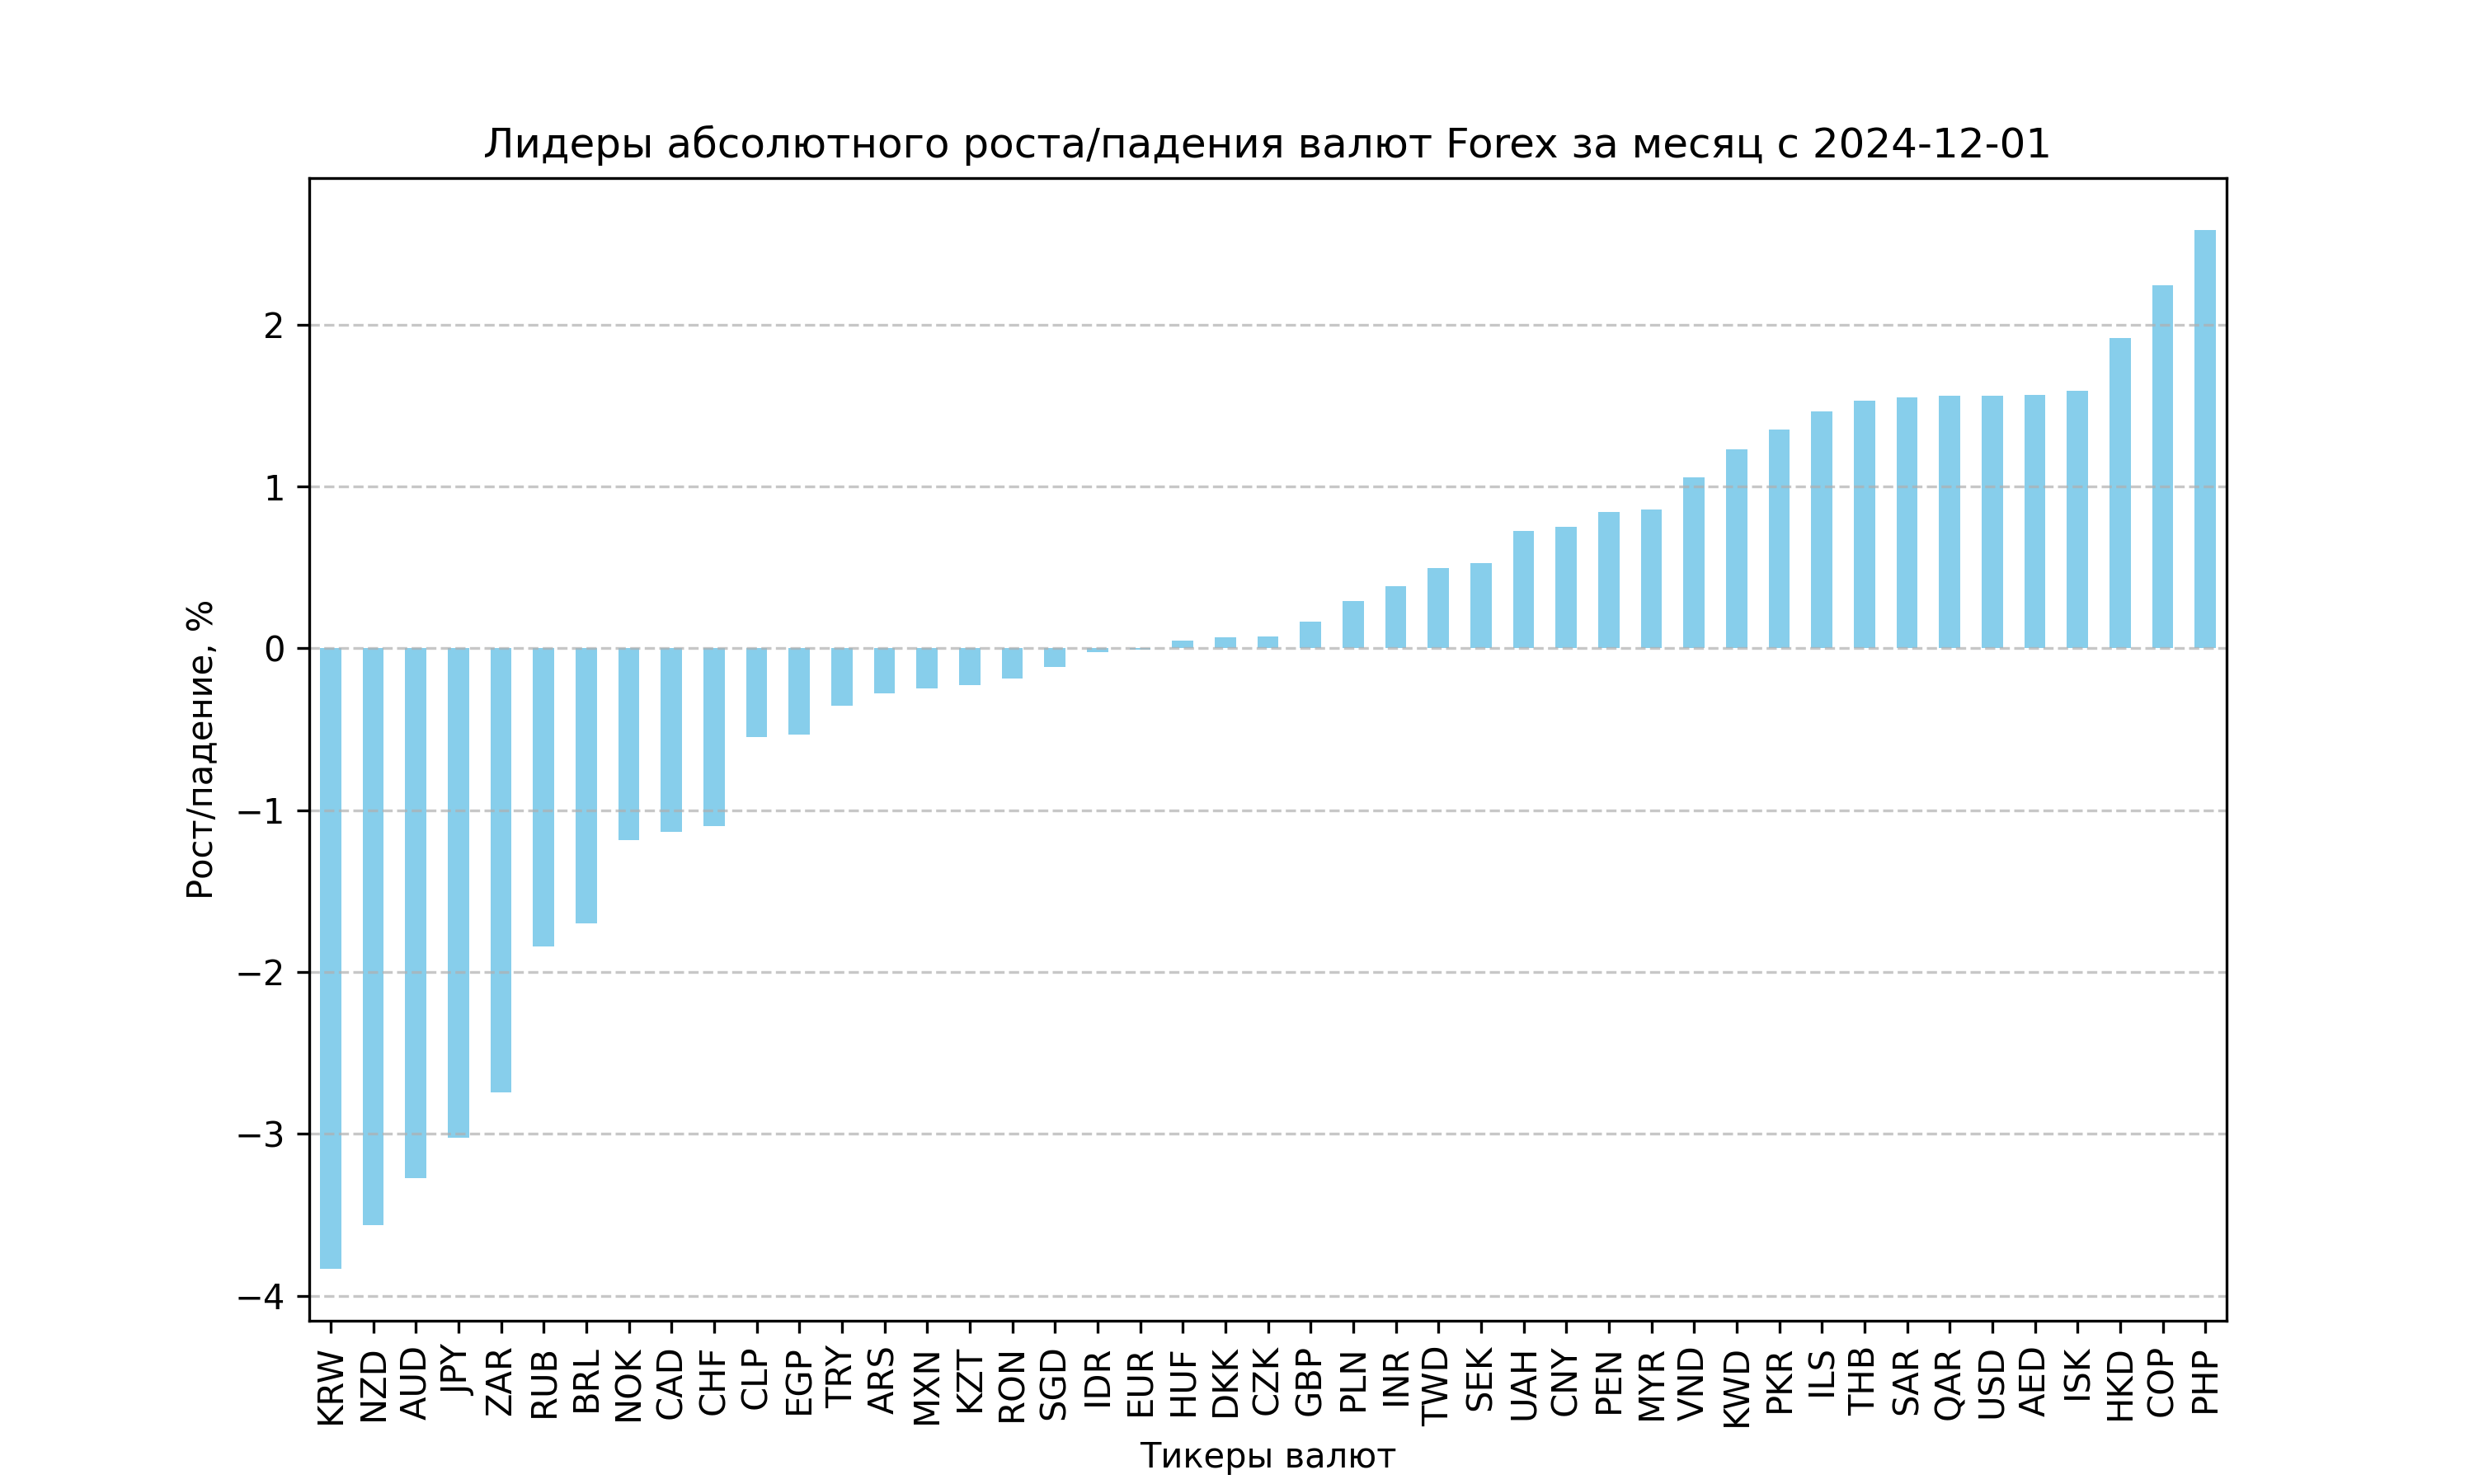 Лидеры абсолютного роста/падения валют Forex за месяц с 2024-12-01
Рост/падение, %
2
1
0
−1
−2
−3
−4
KRW NZD AUD JPY ZAR RUB BRL NOK CAD CHF CLP EGP TRY ARS MXN KZT RON SGD IDR EUR HUF DKK CZK GBP PLN INR TWD SEK UAH CNY PEN MYR VND KWD PKR ILS THB SAR QAR USD AED ISK HKD COP PHP
Тикеры валют